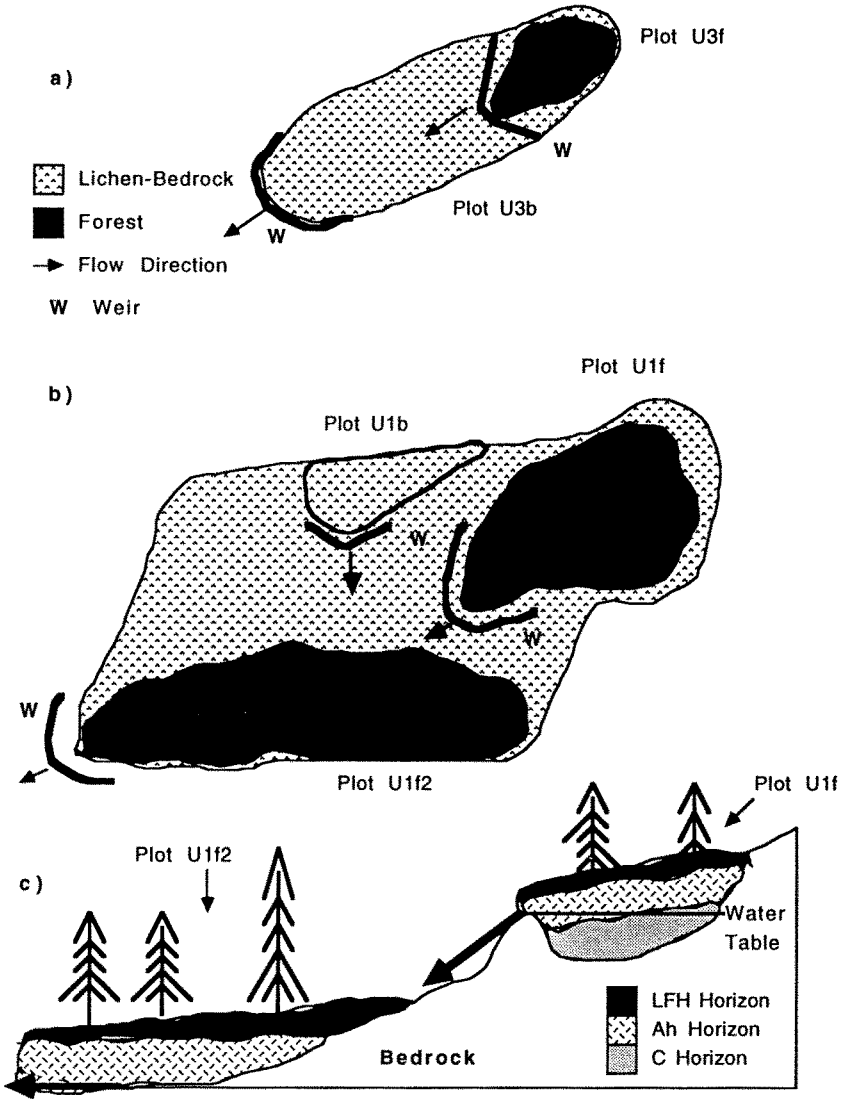 Plot U3f
a)
W
Lichen-Bedrock
Plot U3b
Forest
W
Flow Direction
W Weir
Plot U1f
b)
Plot U1b
W
W
W
Plot U1f2
Plot U1f
Plot U1f2
c)
Water
Table
LFH Horizon
Ah Horizon
Bedrock
C Horizon